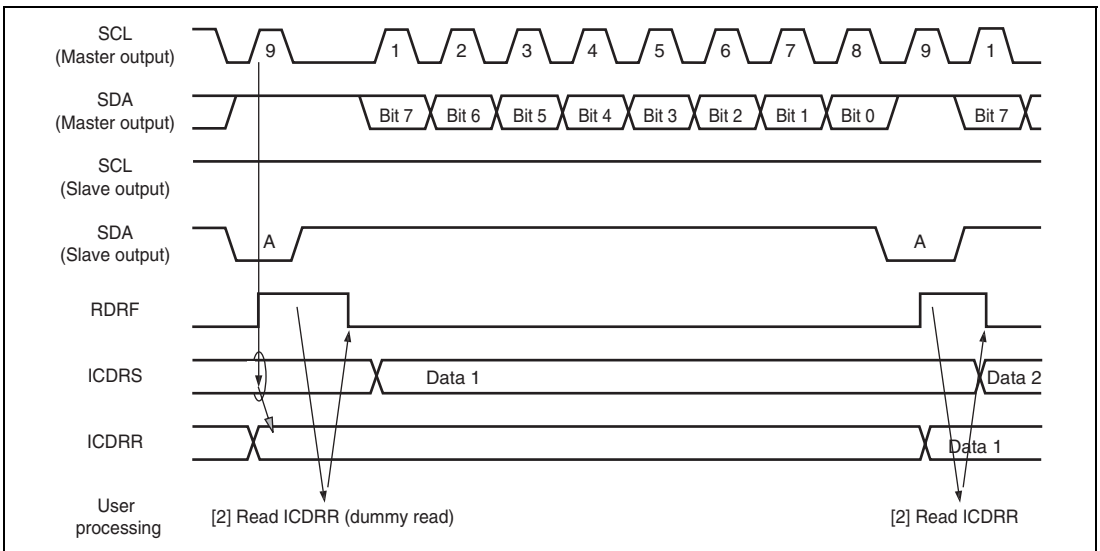 SCL
(Master output)
9 1 2 3 4 5 6 7 8 9 1
SDA
(Master output)
Bit 7 Bit 6 Bit 5 Bit 4 Bit 3 Bit 2 Bit 1 Bit 0 Bit 7
SCL
(Slave output)
SDA
(Slave output)
A A
RDRF
ICDRS
Data 1 Data 2
ICDRR
Data 1
User
processing
[2] Read ICDRR (dummy read) [2] Read ICDRR